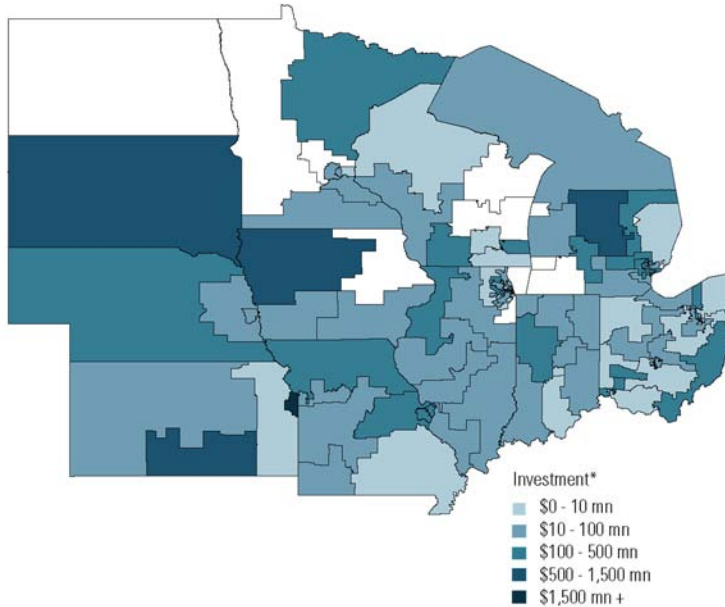 Investment*
$0 - 10 mn
$10 - 100 mn
$100 - 500 mn
$500 - 1,500 mn
$1,500 mn +